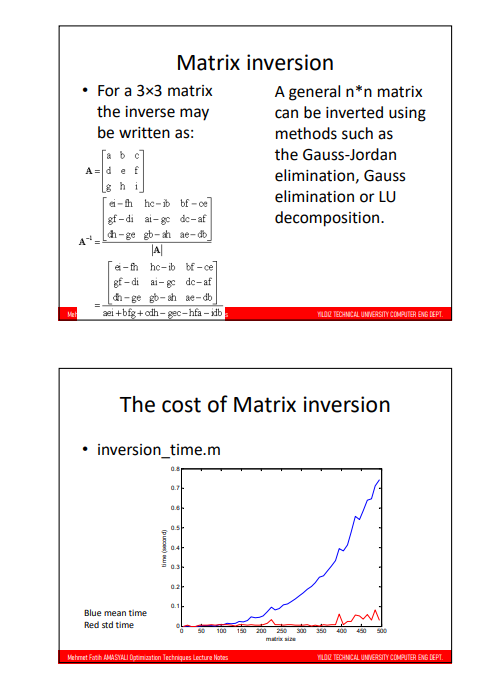 Matrix inversion
• For a 3×3 matrix
the inverse may
be written as:
A = [a b c
d e f
g h i]
A⁻¹ = [ei−fh hc−ib bf−ce
gf−di ai−gc dc−af
dh−ge gb−ah ae−db]
|A|
= [ei−fh hc−ib bf−ce
gf−di ai−gc dc−af
dh−ge gb−ah ae−db]
aei+bfg+cdh−gec−hfa−idb
A general n*n matrix
can be inverted using
methods such as
the Gauss-Jordan
elimination, Gauss
elimination or LU
decomposition.
YILDIZ TECHNICAL UNIVERSITY COMPUTER ENG DEPT.
The cost of Matrix inversion
• inversion_time.m
0.8
0.7
0.6
0.5
0.4
0.3
0.2
0.1
0
time (second)
0 50 100 150 200 250 300 350 400 450 500
matrix size
Blue mean time
Red std time
Mehmet Fatih AMASYALI Optimization Techniques Lecture Notes
YILDIZ TECHNICAL UNIVERSITY COMPUTER ENG DEPT.